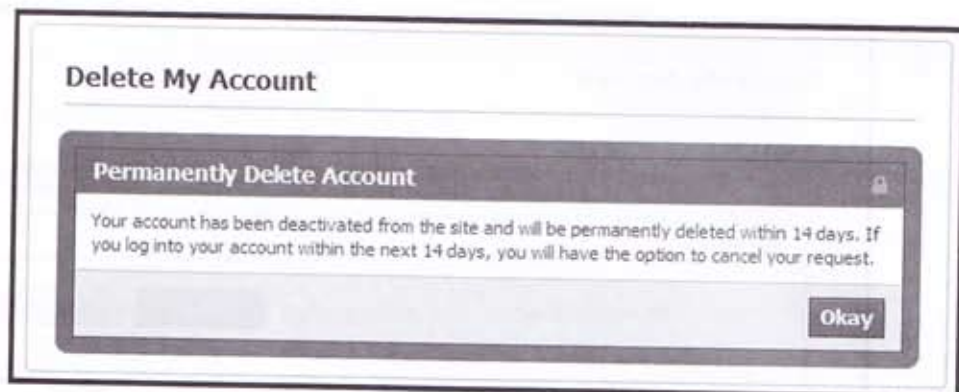 Delete My Account
Permanently Delete Account
Your account has been deactivated from the site and will be permanently deleted within 14 days. If
you log into your account within the next 14 days, you will have the option to cancel your request.
Okay